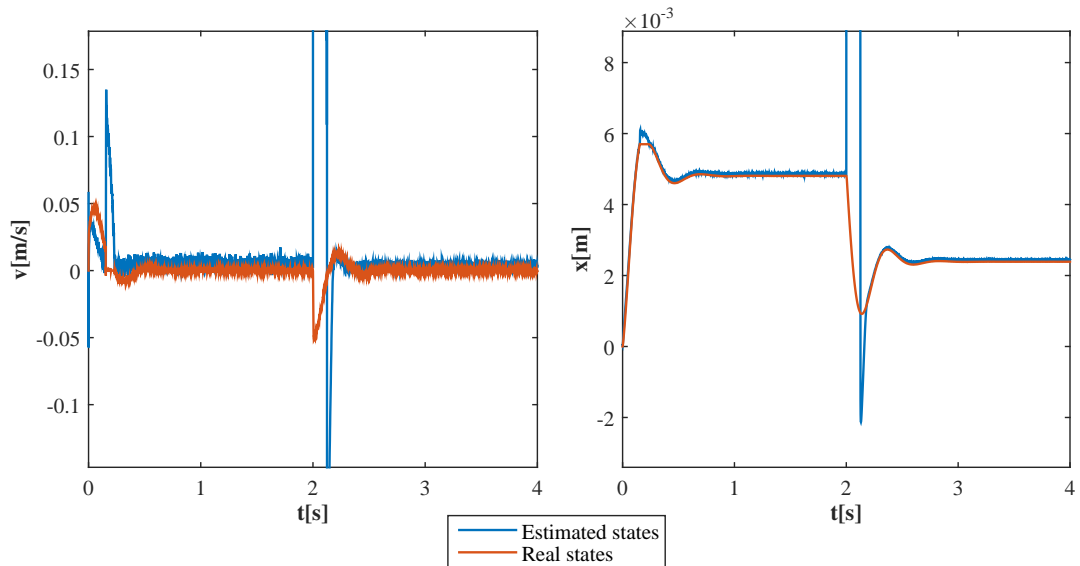 0.15
0.1
0.05
0
-0.05
-0.1
v[m/s]
0 1 2 3 4
t[s]
×10-3
8
6
4
2
0
-2
x[m]
0 1 2 3 4
t[s]
Estimated states
Real states